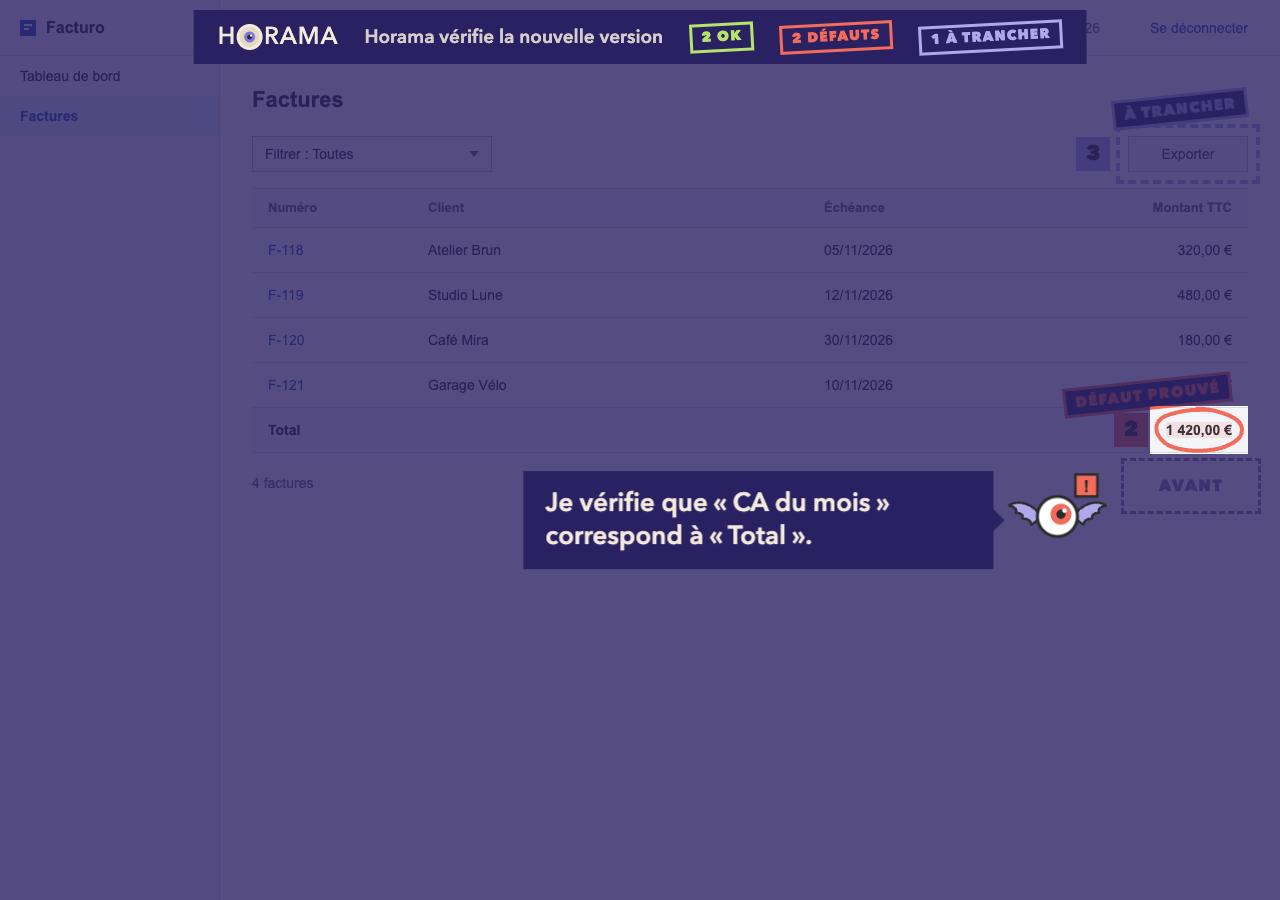 Facturo
HORAMA
Horama vérifie la nouvelle version
2 OK
2 DÉFAUTS
1 À TRANCHER
26
Se déconnecter
Tableau de bord
Factures
Factures
À TRANCHER
Filtrer : Toutes
3
Exporter
Numéro Client Échéance Montant TTC
F-118 Atelier Brun 05/11/2026 320,00 €
F-119 Studio Lune 12/11/2026 480,00 €
F-120 Café Mira 30/11/2026 180,00 €
F-121 Garage Vélo 10/11/2026
DÉFAUT PROUVÉ
Total 2 1 420,00 €
4 factures
AVANT
Je vérifie que « CA du mois »
correspond à « Total ».
!